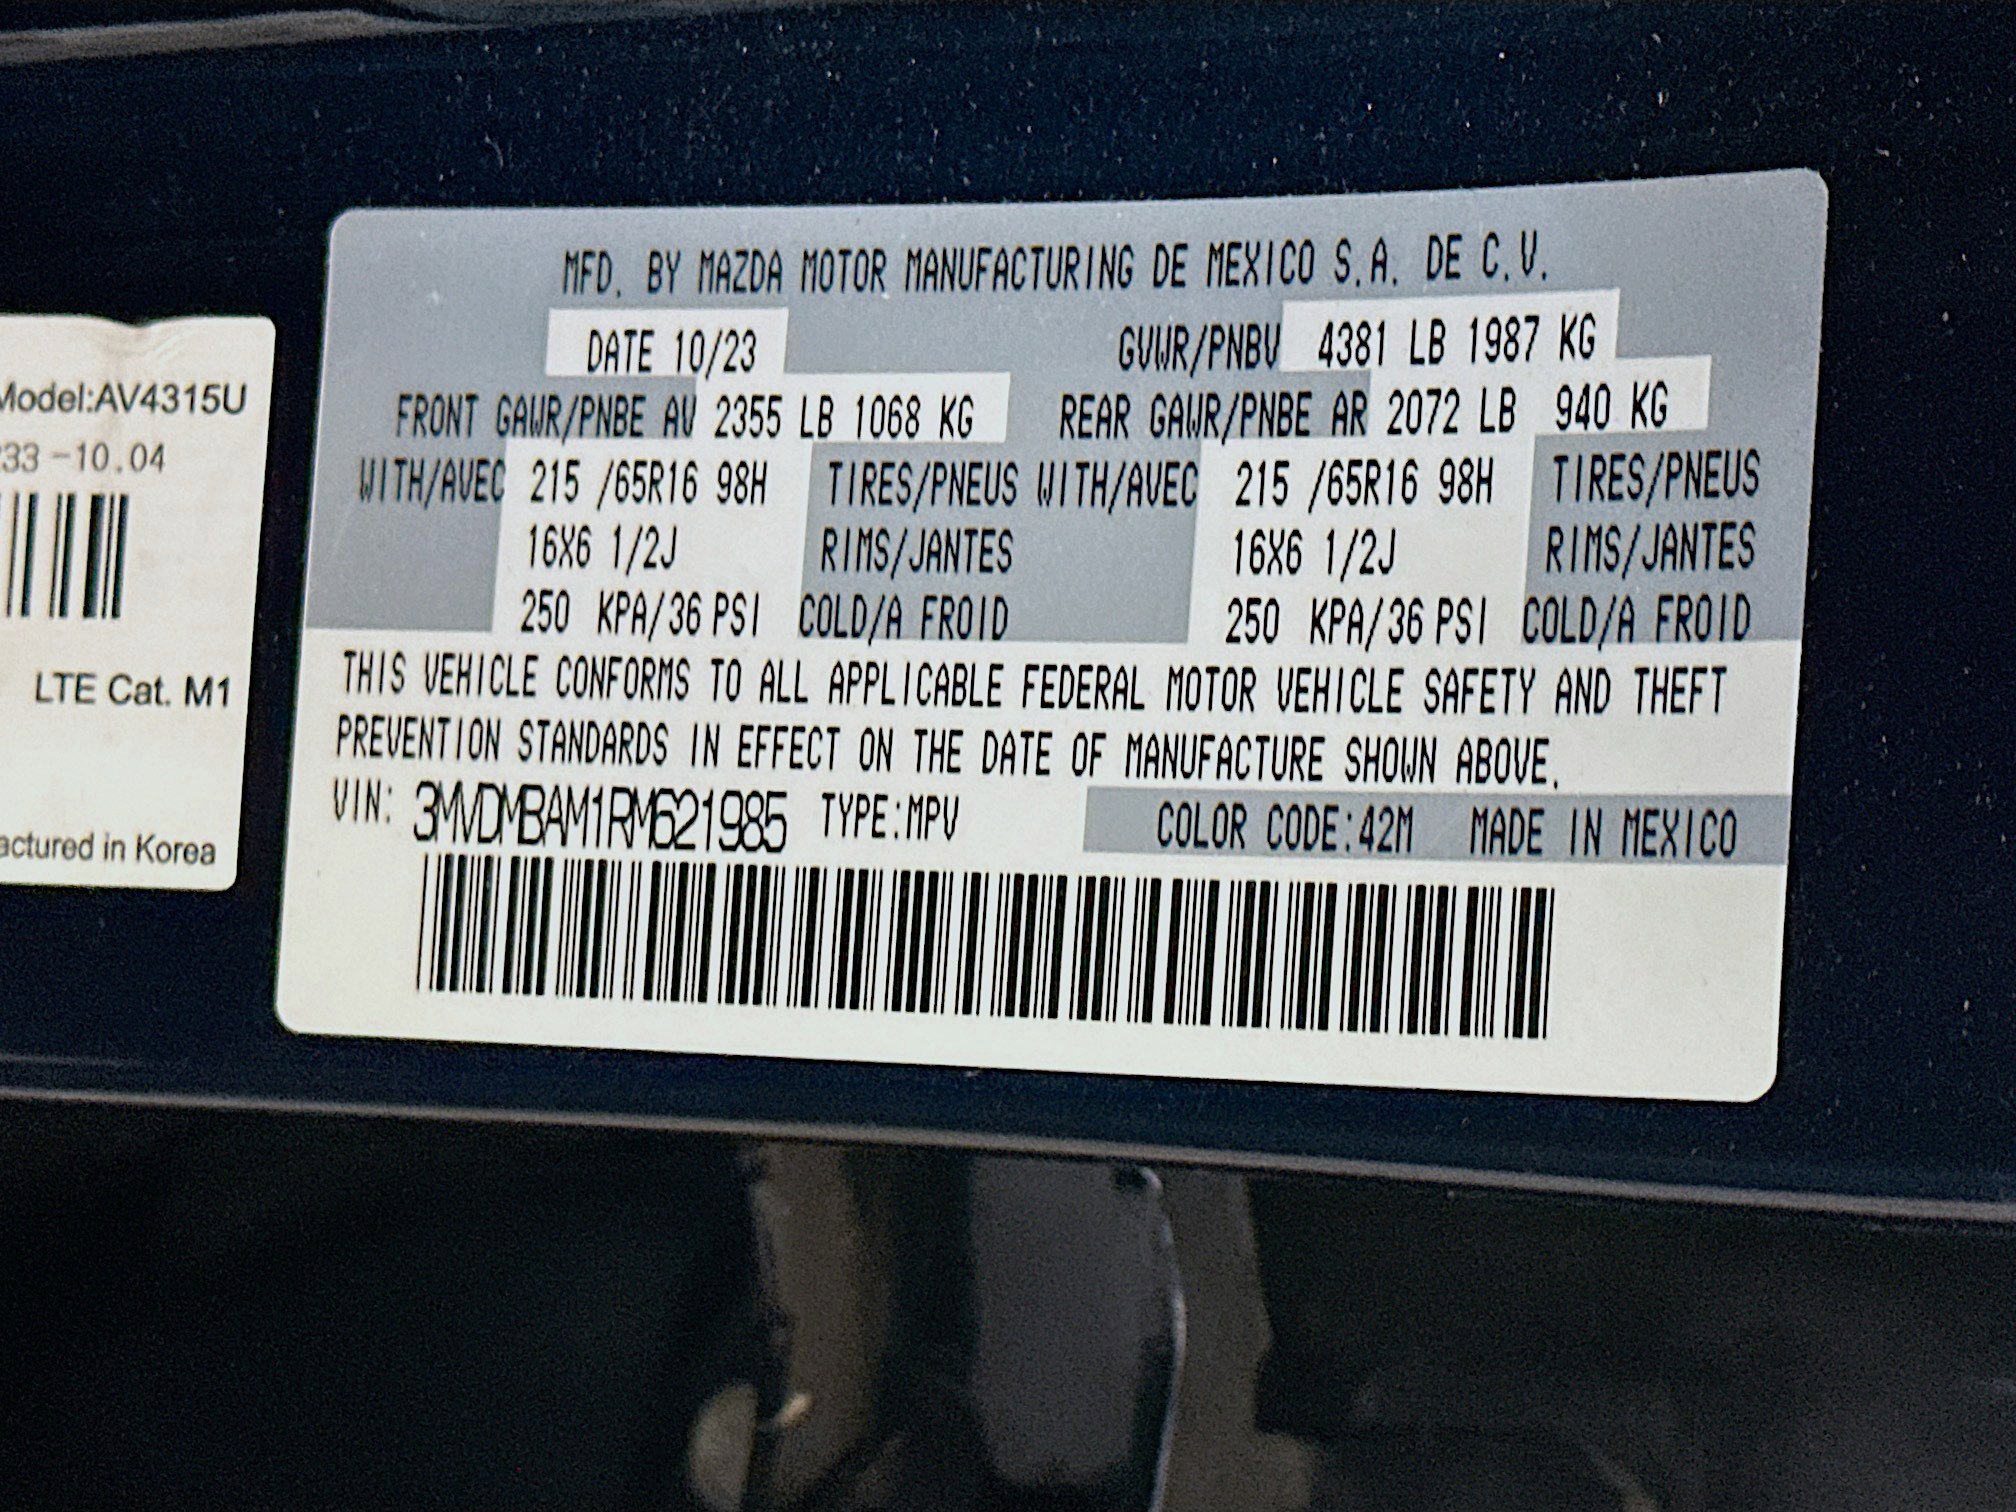 Model:AV4315U
233-10.04
LTE Cat. M1
in Korea
MFD. BY MAZDA MOTOR MANUFACTURING DE MEXICO S.A. DE C.V.
DATE 10/23 GVWR/PNBV 4381 LB 1987 KG
FRONT GAWR/PNBE AV 2355 LB 1068 KG REAR GAWR/PNBE AR 2072 LB 940 KG
WITH/AVEC 215 /65R16 98H TIRES/PNEUS WITH/AVEC 215 /65R16 98H TIRES/PNEUS
16X6 1/2J RIMS/JANTES 16X6 1/2J RIMS/JANTES
250 KPA/36 PSI COLD/A FROID 250 KPA/36 PSI COLD/A FROID
THIS VEHICLE CONFORMS TO ALL APPLICABLE FEDERAL MOTOR VEHICLE SAFETY AND THEFT
PREVENTION STANDARDS IN EFFECT ON THE DATE OF MANUFACTURE SHOWN ABOVE.
VIN: 3MVDMBAM1RM621985 TYPE:MPV COLOR CODE:42M MADE IN MEXICO